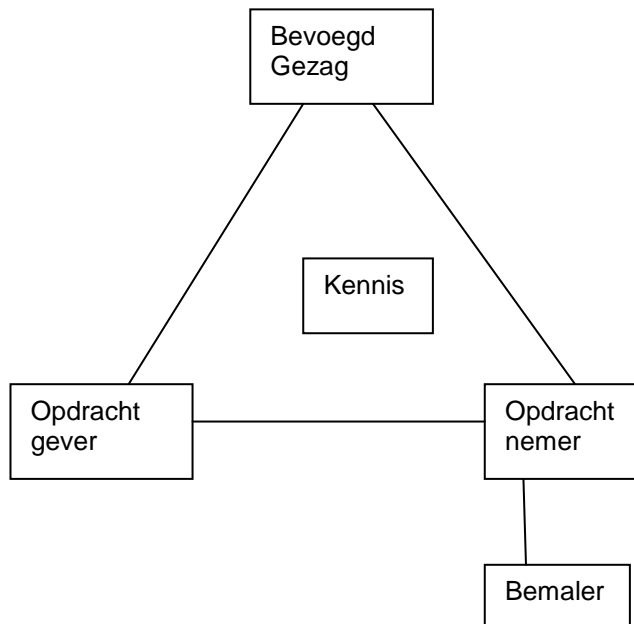 Bevoegd
Gezag
Kennis
Opdracht
gever
Opdracht
nemer
Bemaler